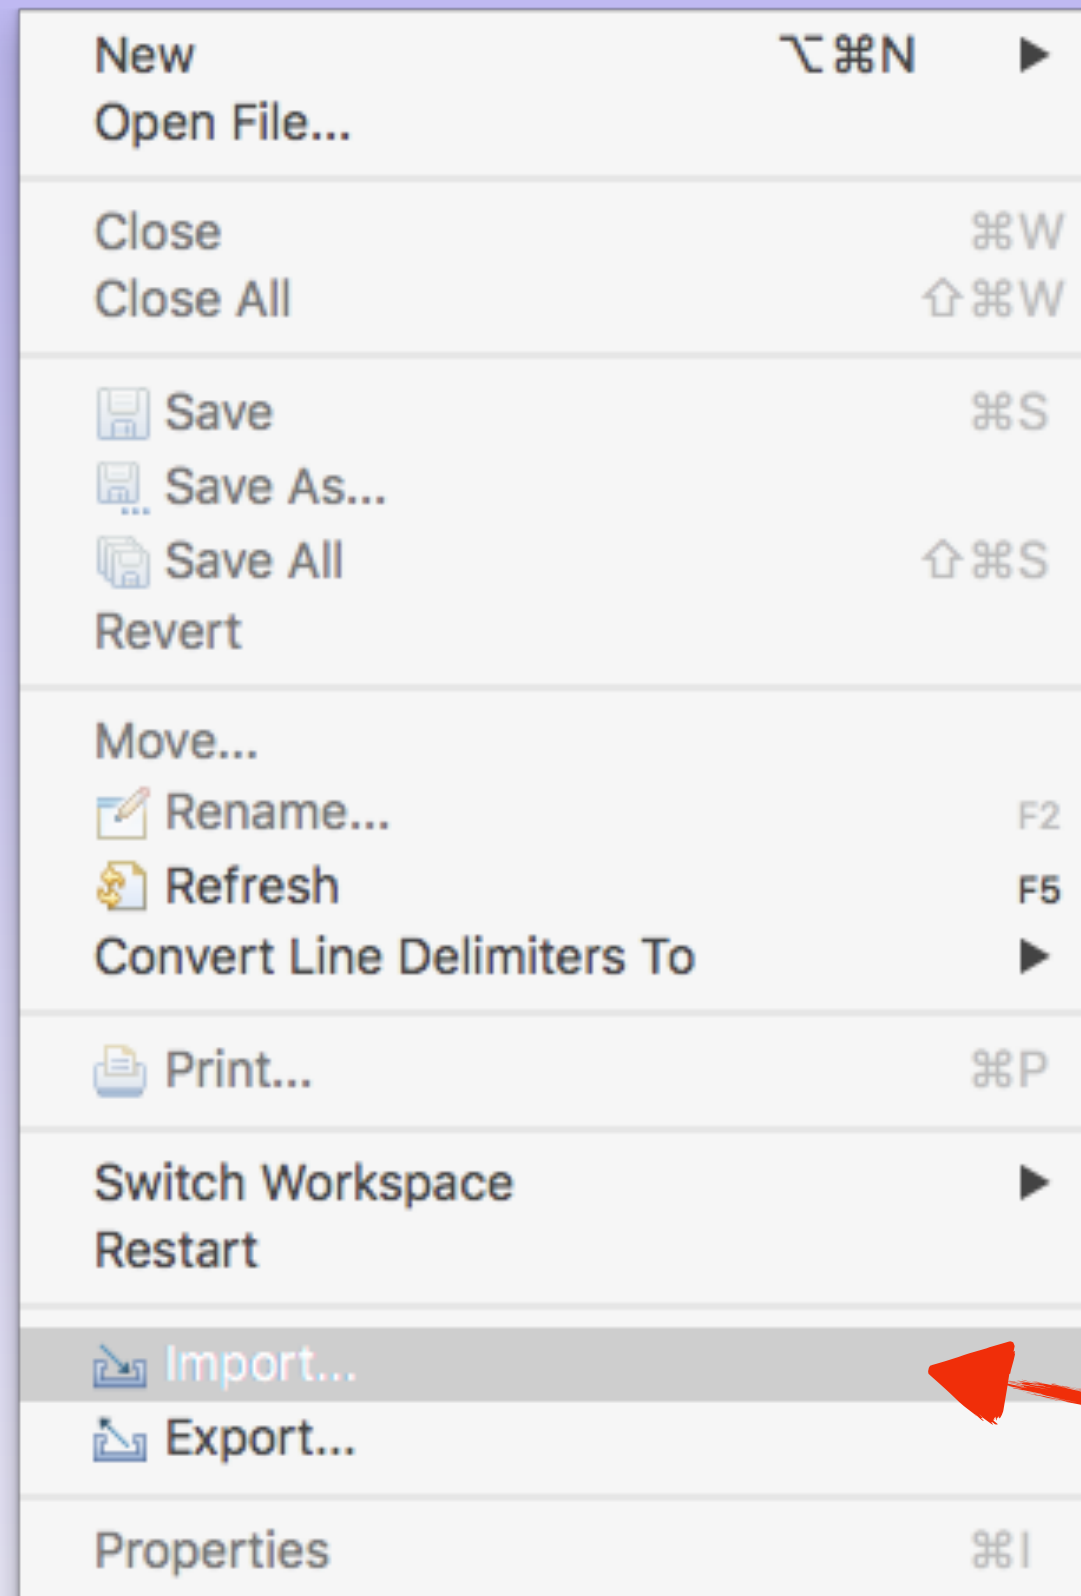 New ⌥⌘N ▶
Open File...
Close ⌘W
Close All ⇧⌘W
Save ⌘S
Save As...
Save All ⇧⌘S
Revert
Move...
Rename... F2
Refresh F5
Convert Line Delimiters To ▶
Print... ⌘P
Switch Workspace ▶
Restart
Import...
Export...
Properties ⌘I